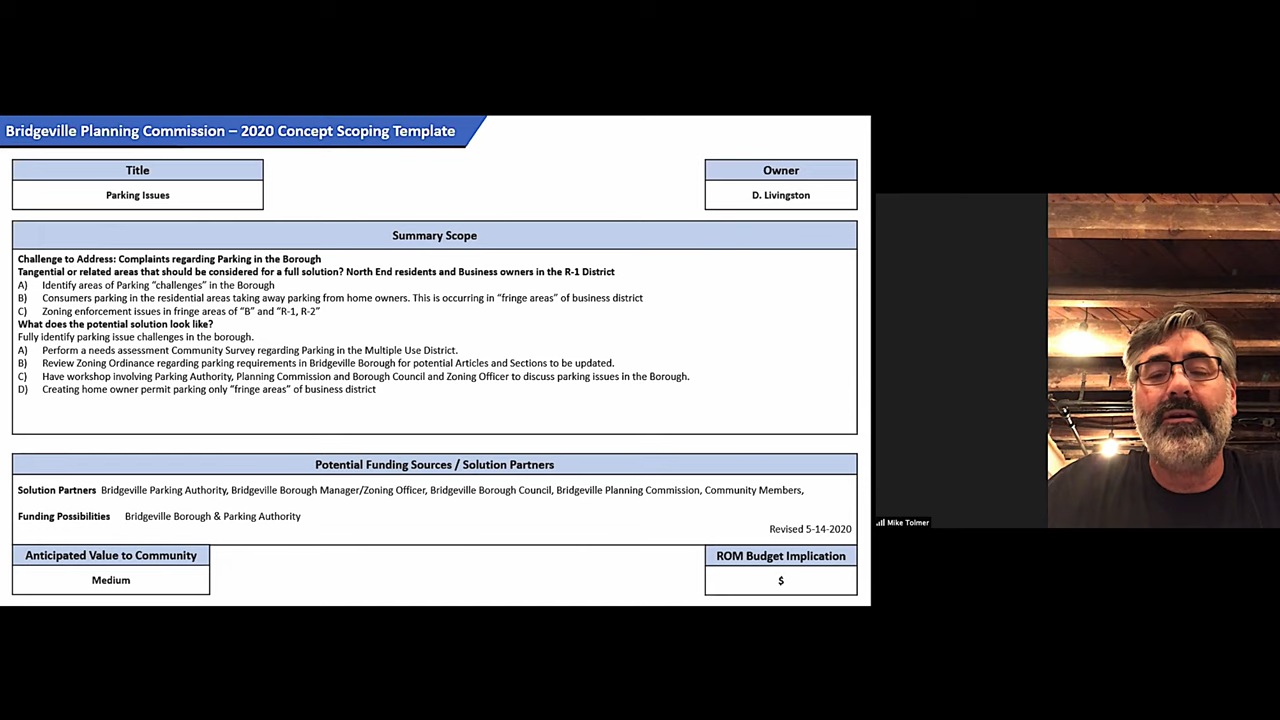 Bridgeville Planning Commission – 2020 Concept Scoping Template
Title
Owner
Parking Issues
D. Livingston
Summary Scope
Challenge to Address: Complaints regarding Parking in the Borough
Tangential or related areas that should be considered for a full solution? North End residents and Business owners in the R-1 District
A) Identify areas of Parking “challenges” in the Borough
B) Consumers parking in the residential areas taking away parking from home owners. This is occurring in “fringe areas” of business district
C) Zoning enforcement issues in fringe areas of “B” and “R-1, R-2”
What does the potential solution look like?
Fully identify parking issue challenges in the borough.
A) Perform a needs assessment Community Survey regarding Parking in the Multiple Use District.
B) Review Zoning Ordinance regarding parking requirements in Bridgeville Borough for potential Articles and Sections to be updated.
C) Have workshop involving Parking Authority, Planning Commission and Borough Council and Zoning Officer to discuss parking issues in the Borough.
D) Creating home owner permit parking only “fringe areas” of business district
Potential Funding Sources / Solution Partners
Solution Partners Bridgeville Parking Authority, Bridgeville Borough Manager/Zoning Officer, Bridgeville Borough Council, Bridgeville Planning Commission, Community Members,
Funding Possibilities Bridgeville Borough & Parking Authority
Revised 5-14-2020
Anticipated Value to Community
ROM Budget Implication
Medium
$
Mike Tolmer